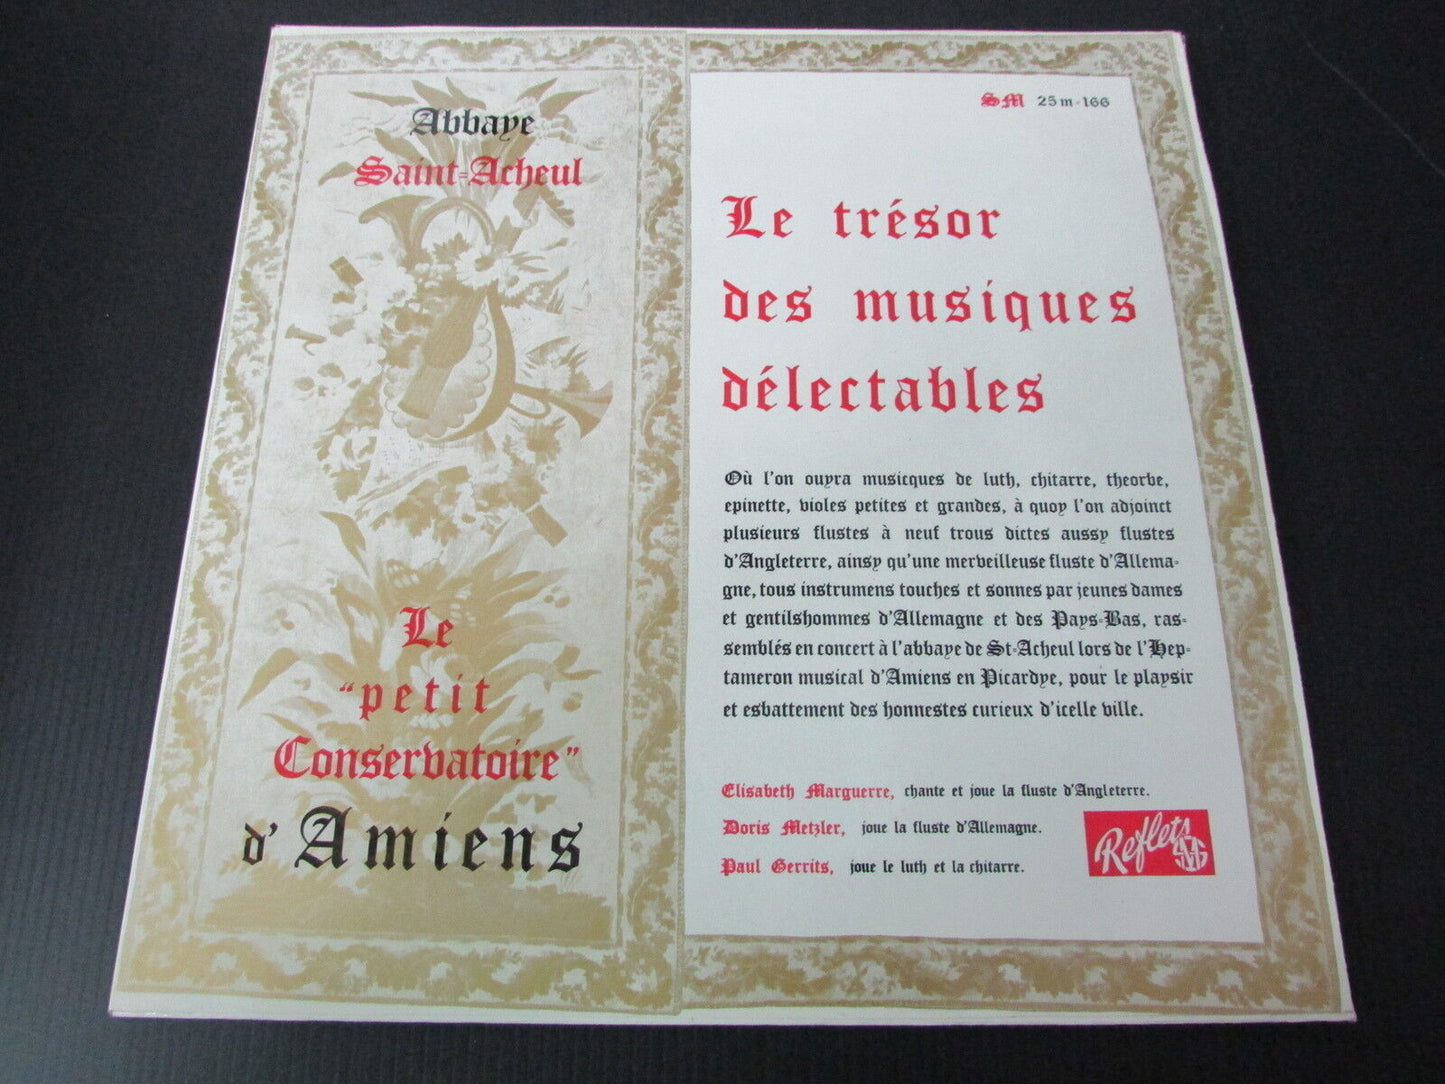 Abbaye
Saint-Acheul
Le
"petit
Conservatoire"
d'Amiens
SM 25m-166
Le trésor
des musiques
délectables
Où l'on ouyra musicques de luth, chitarre, theorbe,
epinette, violes petites et grandes, à quoy l'on adjoinct
plusieurs flustes à neuf trous dictes aussy flustes
d'Angleterre, ainsy qu'une merveilleuse fluste d'Allema-
gne, tous instrumens touches et sonnes par jeunes dames
et gentilshommes d'Allemagne et des Pays-Bas, ras-
semblés en concert à l'abbaye de St-Acheul lors de l'Hep-
tameron musical d'Amiens en Picardye, pour le playsir
et esbattement des honnestes curieux d'icelle ville.
Elisabeth Marguerre, chante et joue la fluste d'Angleterre.
Doris Metzler, joue la fluste d'Allemagne.
Paul Gerrits, joue le luth et la chitarre.
Reflets SM